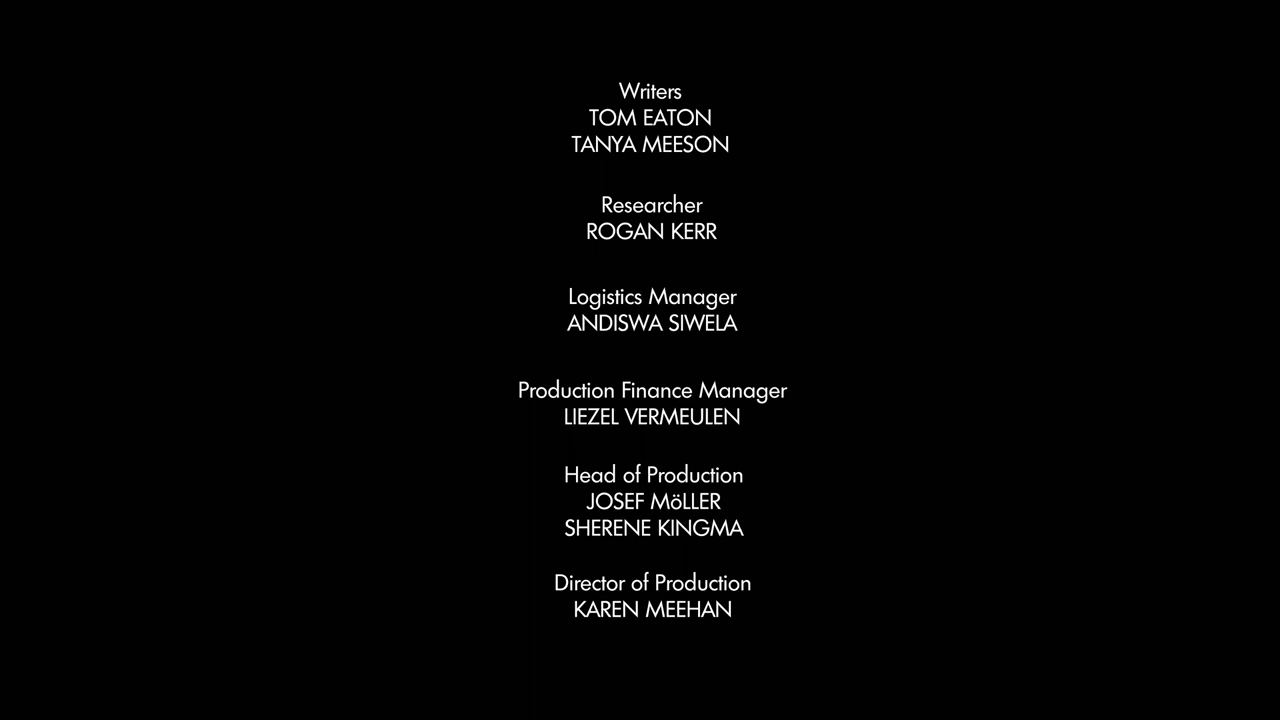 Writers
TOM EATON
TANYA MEESON
Researcher
ROGAN KERR
Logistics Manager
ANDISWA SIWELA
Production Finance Manager
LIEZEL VERMEULEN
Head of Production
JOSEF MöLLER
SHERENE KINGMA
Director of Production
KAREN MEEHAN